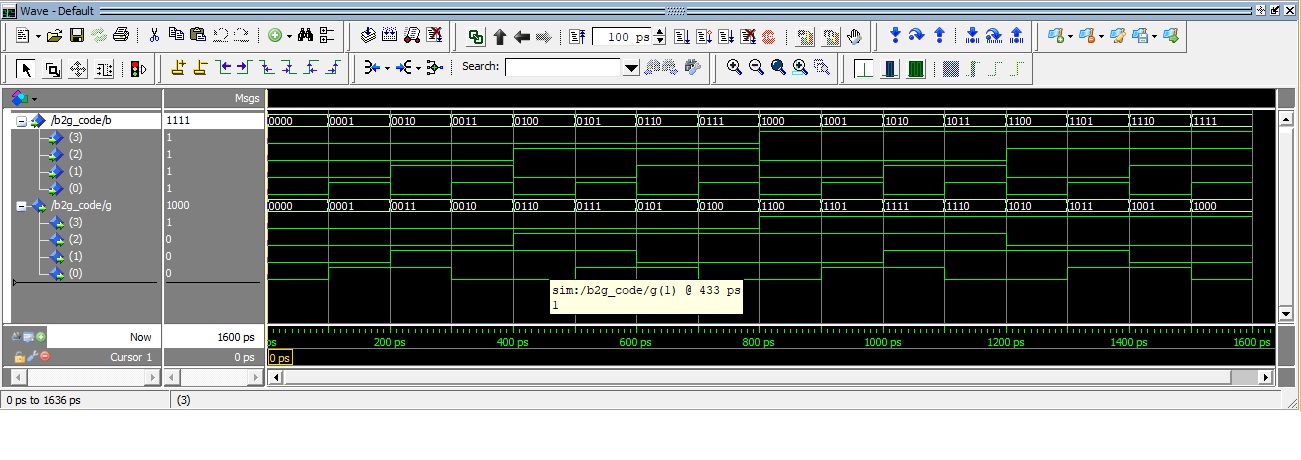 Wave - Default
100 ps
Search:
Msgs
/b2g_code/b 1111 0000 0001 0010 0011 0100 0101 0110 0111 1000 1001 1010 1011 1100 1101 1110 1111
(3) 1
(2) 1
(1) 1
(0) 1
/b2g_code/g 1000 0000 0001 0011 0010 0110 0111 0101 0100 1100 1101 1111 1110 1010 1011 1001 1000
(3) 1
(2) 0
(1) 0
(0) 0
sim:/b2g_code/g(1) @ 433 ps
1
Now 1600 ps ps 200 ps 400 ps 600 ps 800 ps 1000 ps 1200 ps 1400 ps 1600 ps
Cursor 1 0 ps 0 ps
0 ps to 1636 ps (3)